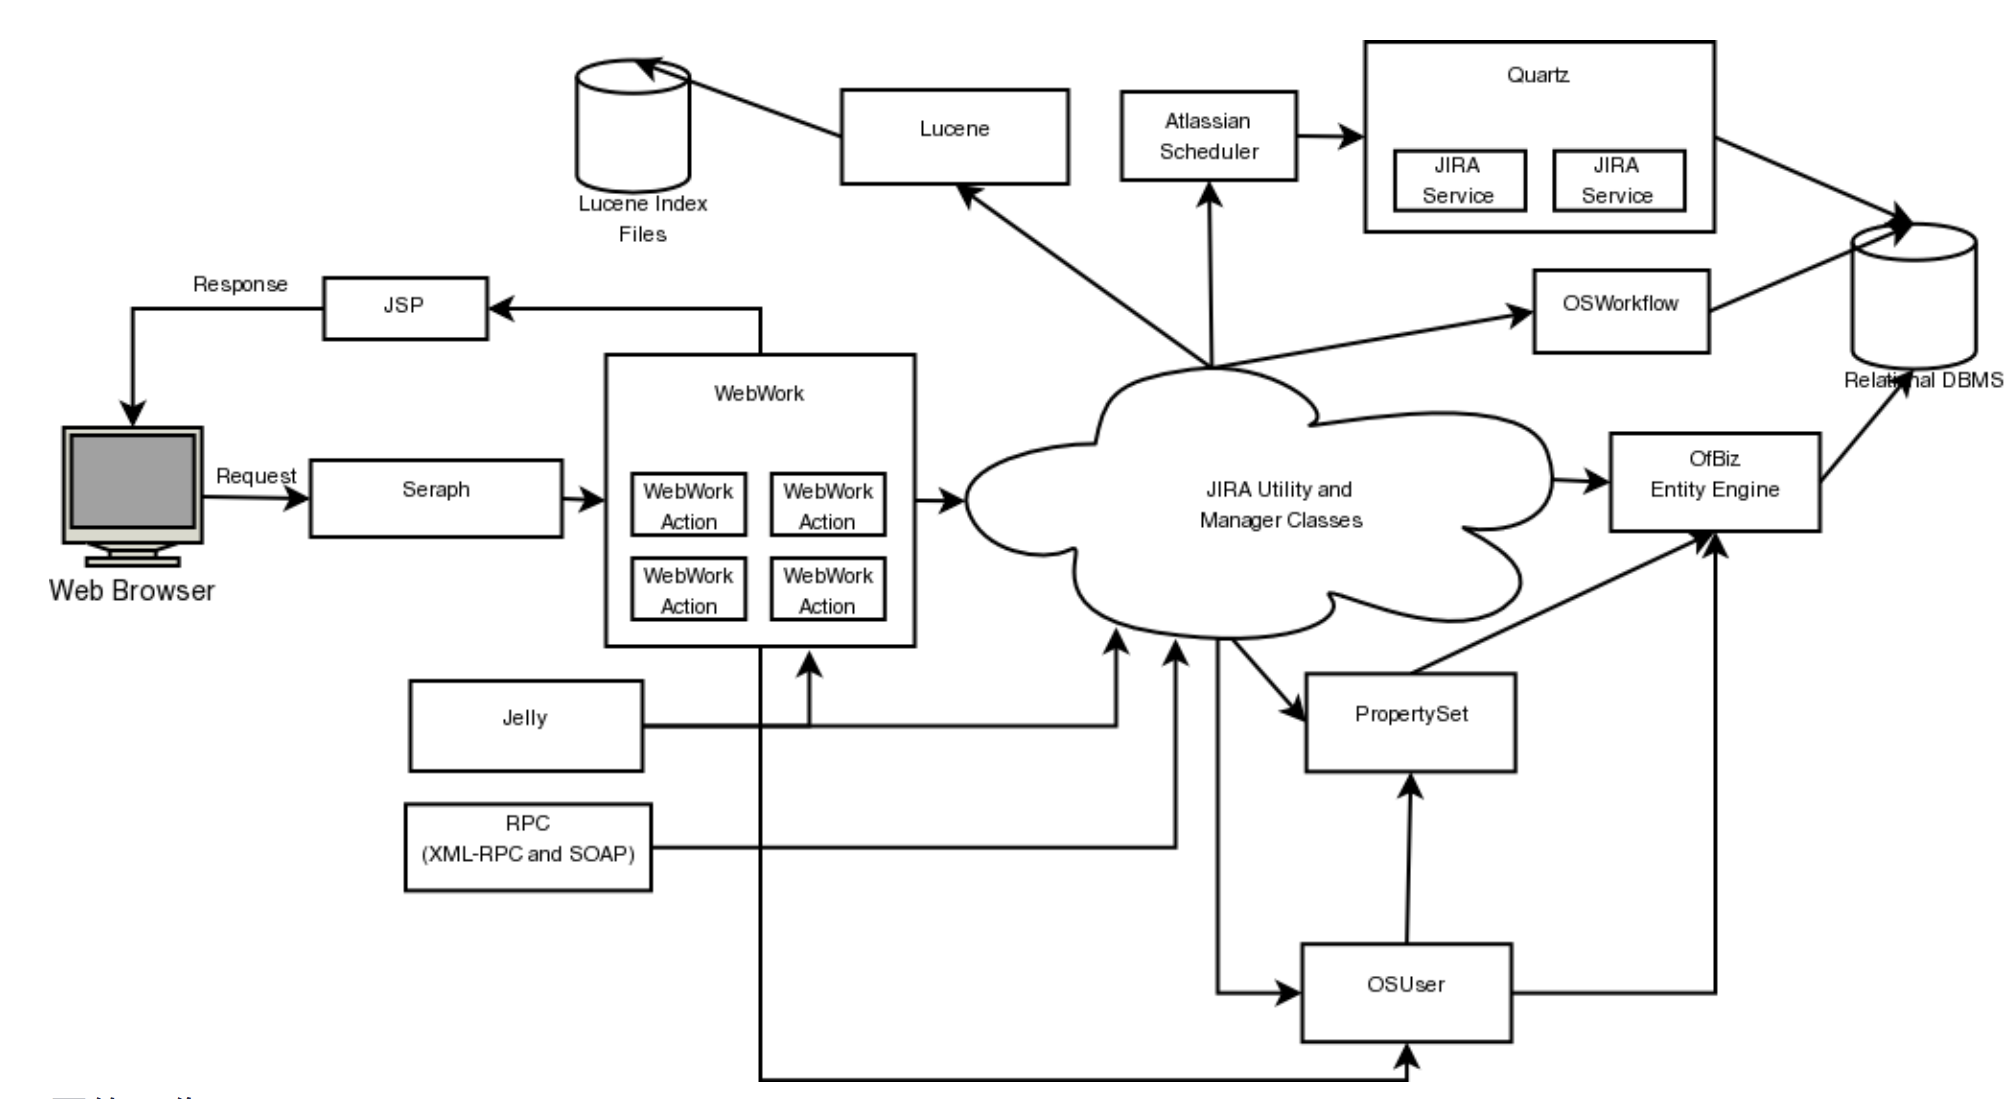 Quartz
Lucene
Atlassian
Scheduler
JIRA
Service
JIRA
Service
Lucene Index
Files
Response
JSP
OSWorkflow
Relational DBMS
WebWork
Request
Seraph
WebWork
Action
WebWork
Action
WebWork
Action
WebWork
Action
JIRA Utility and
Manager Classes
OfBiz
Entity Engine
Web Browser
Jelly
PropertySet
RPC
(XML-RPC and SOAP)
OSUser